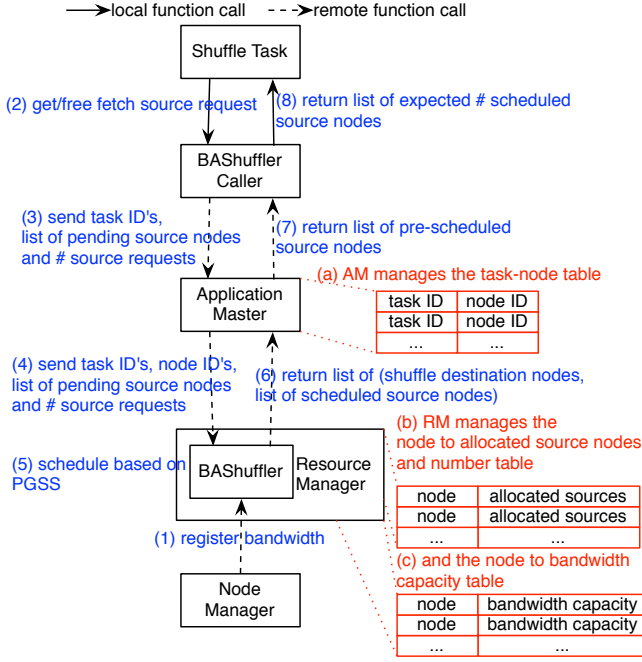 local function call
remote function call
Shuffle Task
(2) get/free fetch source request
(8) return list of expected # scheduled
source nodes
BAShuffler
Caller
(3) send task ID's,
list of pending source nodes
and # source requests
(7) return list of pre-scheduled
source nodes
(a) AM manages the task-node table
Application
Master
task ID node ID
task ID node ID
... ...
(4) send task ID's, node ID's,
list of pending source nodes
and # source requests
(6) return list of (shuffle destination nodes,
list of scheduled source nodes)
(b) RM manages the
node to allocated source nodes
and number table
(5) schedule based on
PGSS
BAShuffler
Resource
Manager
node allocated sources
node allocated sources
... ...
(1) register bandwidth
(c) and the node to bandwidth
capacity table
Node
Manager
node bandwidth capacity
node bandwidth capacity
... ...